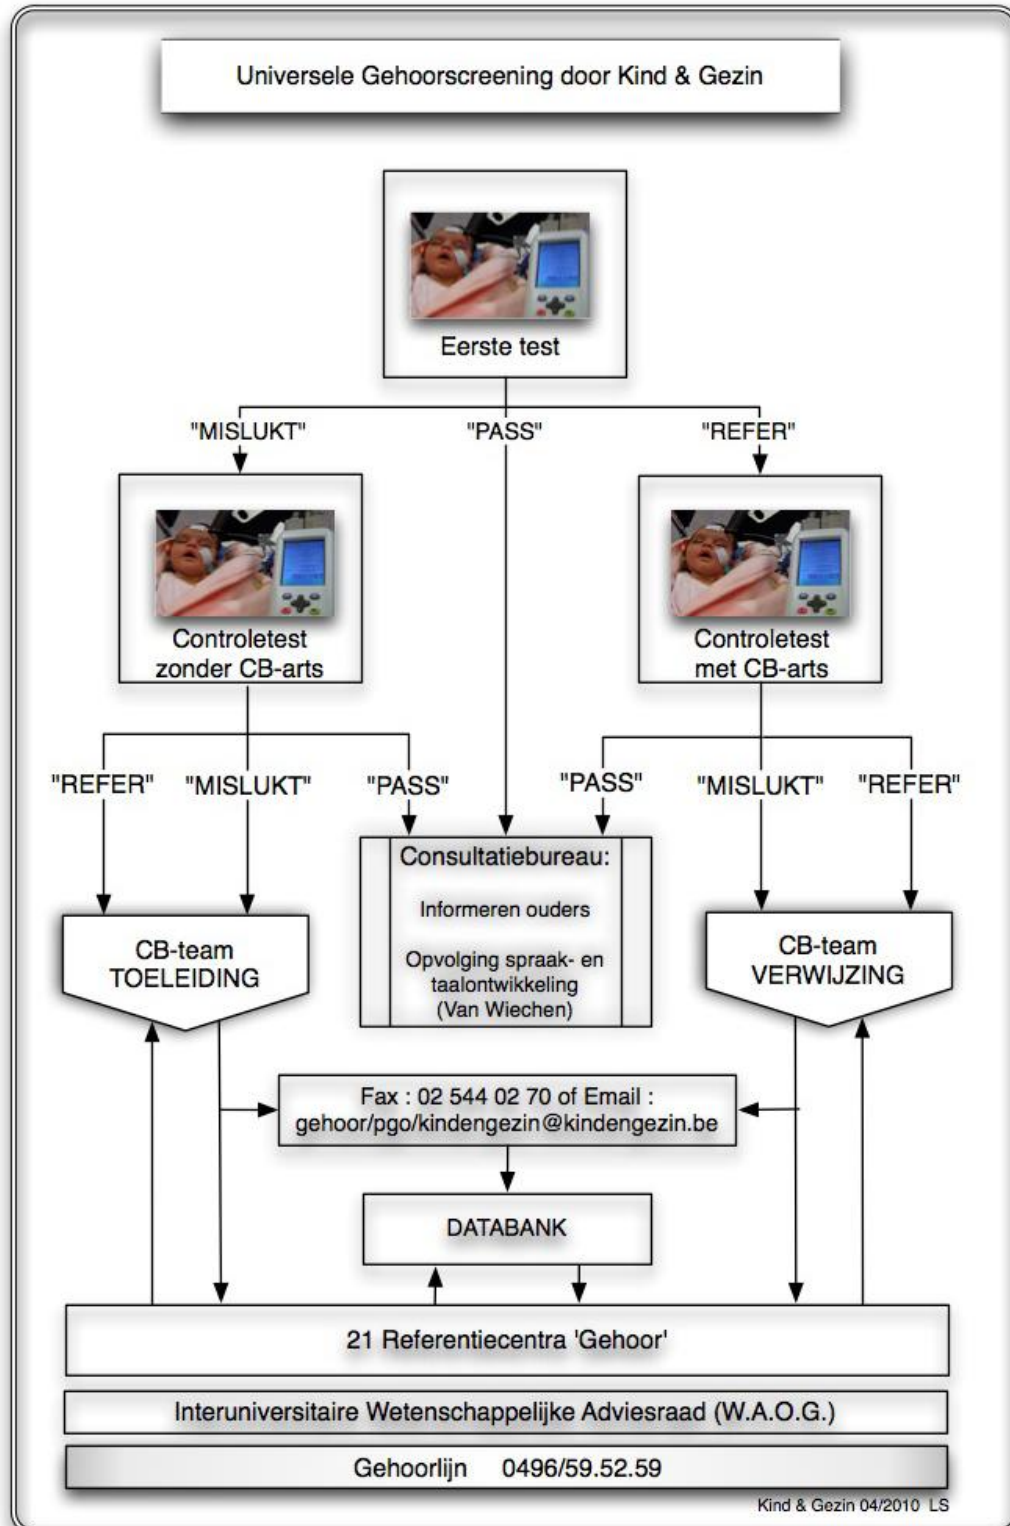 Universele Gehoorscreening door Kind & Gezin
Eerste test
"MISLUKT"
"PASS"
"REFER"
Controletest
zonder CB-arts
Controletest
met CB-arts
"REFER"
"MISLUKT"
"PASS"
"PASS"
"MISLUKT"
"REFER"
CB-team
TOELEIDING
Consultatiebureau:
Informeren ouders
Opvolging spraak- en
taalontwikkeling
(Van Wiechen)
CB-team
VERWIJZING
Fax : 02 544 02 70 of Email :
gehoor/pgo/kindengezin@kindengezin.be
DATABANK
21 Referentiecentra 'Gehoor'
Interuniversitaire Wetenschappelijke Adviesraad (W.A.O.G.)
Gehoorlijn 0496/59.52.59
Kind & Gezin 04/2010 LS